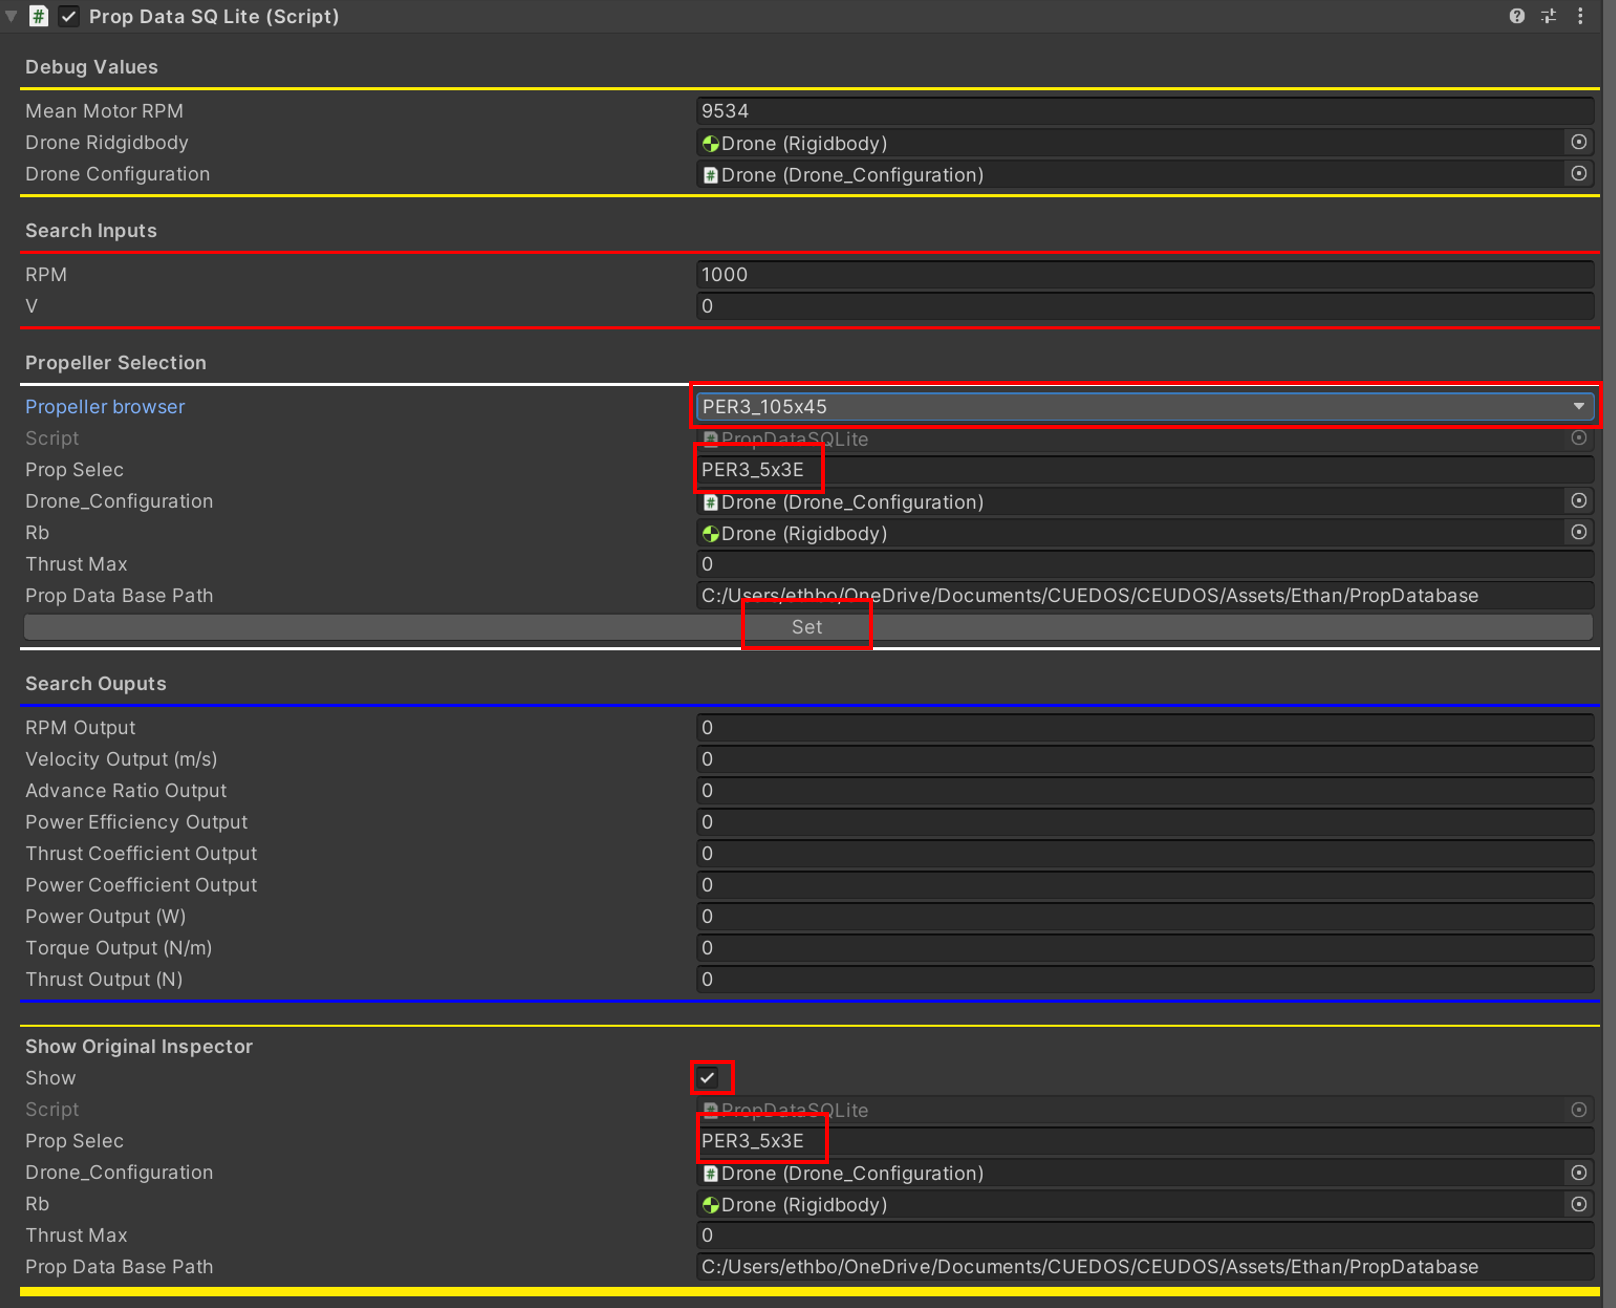 Prop Data SQ Lite (Script)
Debug Values
Mean Motor RPM 9534
Drone Ridgidbody Drone (Rigidbody)
Drone Configuration Drone (Drone_Configuration)
Search Inputs
RPM 1000
V 0
Propeller Selection
Propeller browser PER3_105x45
Script PropDataSQLite
Prop Selec PER3_5x3E
Drone_Configuration Drone (Drone_Configuration)
Rb Drone (Rigidbody)
Thrust Max 0
Prop Data Base Path C:/Users/ethbo/OneDrive/Documents/CUEDOS/CEUDOS/Assets/Ethan/PropDatabase
Set
Search Ouputs
RPM Output 0
Velocity Output (m/s) 0
Advance Ratio Output 0
Power Efficiency Output 0
Thrust Coefficient Output 0
Power Coefficient Output 0
Power Output (W) 0
Torque Output (N/m) 0
Thrust Output (N) 0
Show Original Inspector
Show
Script PropDataSQLite
Prop Selec PER3_5x3E
Drone_Configuration Drone (Drone_Configuration)
Rb Drone (Rigidbody)
Thrust Max 0
Prop Data Base Path C:/Users/ethbo/OneDrive/Documents/CUEDOS/CEUDOS/Assets/Ethan/PropDatabase